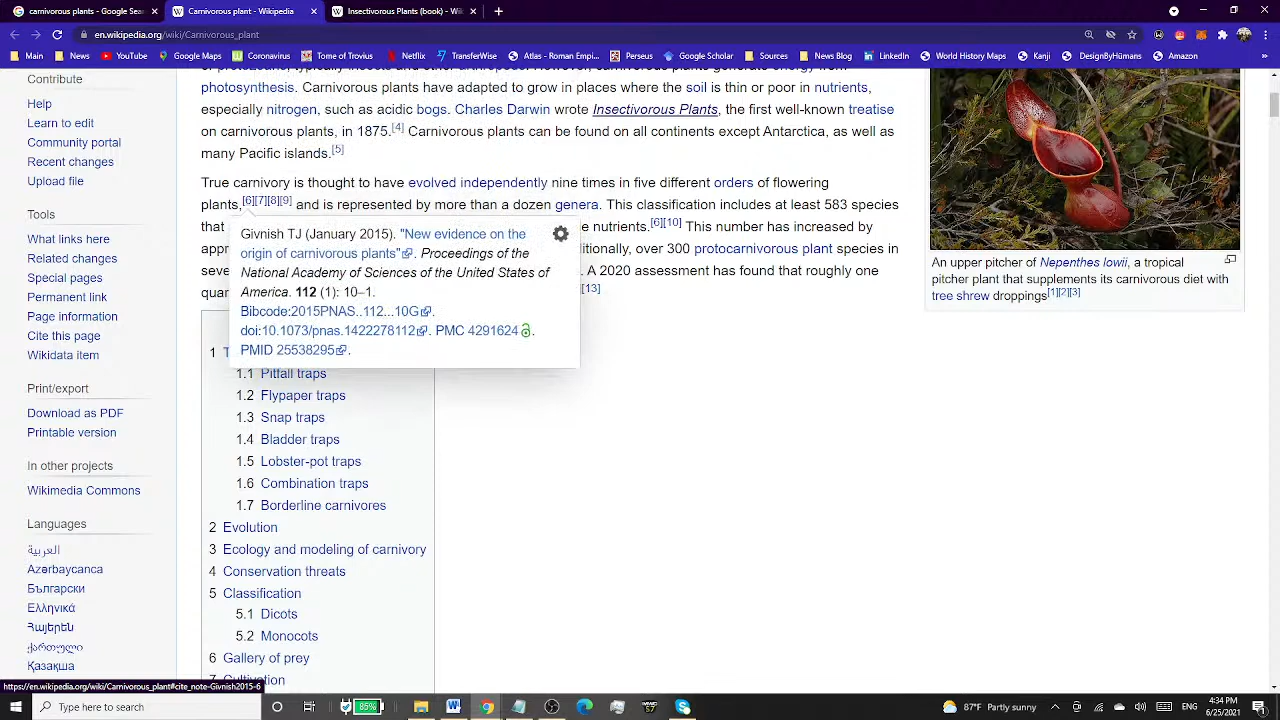 carnivorous plants - Google Sea
Carnivorous plant - Wikipedia
Insectivorous Plants (book) - Wik
en.wikipedia.org/wiki/Carnivorous_plant
Main
News
YouTube
Google Maps
Coronavirus
Tome of Trovius
Netflix
TransferWise
Atlas - Roman Empi...
Perseus
Google Scholar
Sources
News Blog
LinkedIn
World History Maps
Kanji
DesignByHumans
Amazon
Contribute
Help
Learn to edit
Community portal
Recent changes
Upload file
Tools
What links here
Related changes
Special pages
Permanent link
Page information
Cite this page
Wikidata item
Print/export
Download as PDF
Printable version
In other projects
Wikimedia Commons
Languages
العربية
Azərbaycanca
Български
Ελληνικά
Հայերեն
ქართული
Қазақша
photosynthesis. Carnivorous plants have adapted to grow in places where the soil is thin or poor in nutrients,
especially nitrogen, such as acidic bogs. Charles Darwin wrote Insectivorous Plants, the first well-known treatise
on carnivorous plants, in 1875.[4] Carnivorous plants can be found on all continents except Antarctica, as well as
many Pacific islands.[5]
True carnivory is thought to have evolved independently nine times in five different orders of flowering
plants,[6][7][8][9] and is represented by more than a dozen genera. This classification includes at least 583 species
that e nutrients.[6][10] This number has increased by
appr itionally, over 300 protocarnivorous plant species in
seve A 2020 assessment has found that roughly one
quar [13]
Givnish TJ (January 2015). "New evidence on the
origin of carnivorous plants". Proceedings of the
National Academy of Sciences of the United States of
America. 112 (1): 10–1.
Bibcode:2015PNAS..112...10G.
doi:10.1073/pnas.1422278112. PMC 4291624.
PMID 25538295.
1 T
1.1 Pitfall traps
1.2 Flypaper traps
1.3 Snap traps
1.4 Bladder traps
1.5 Lobster-pot traps
1.6 Combination traps
1.7 Borderline carnivores
2 Evolution
3 Ecology and modeling of carnivory
4 Conservation threats
5 Classification
5.1 Dicots
5.2 Monocots
6 Gallery of prey
7 Cultivation
An upper pitcher of Nepenthes lowii, a tropical
pitcher plant that supplements its carnivorous diet with
tree shrew droppings[1][2][3]
https://en.wikipedia.org/wiki/Carnivorous_plant#cite_note-Givnish2015-6
Type here to search
85%
87°F Partly sunny
ENG
4:34 PM
6/25/2021